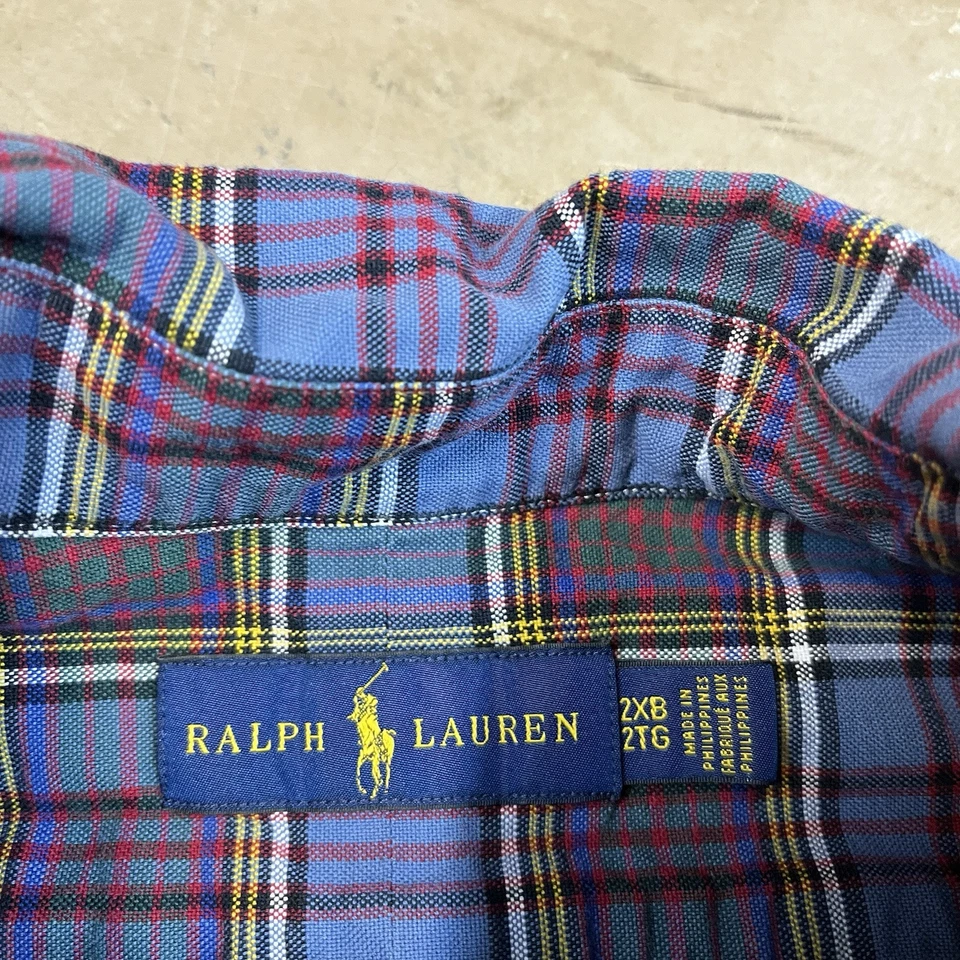 RALPH LAUREN
2XB
2TG
MADE IN
PHILIPPINES
FABRIQUÉ AUX
PHILIPPINES